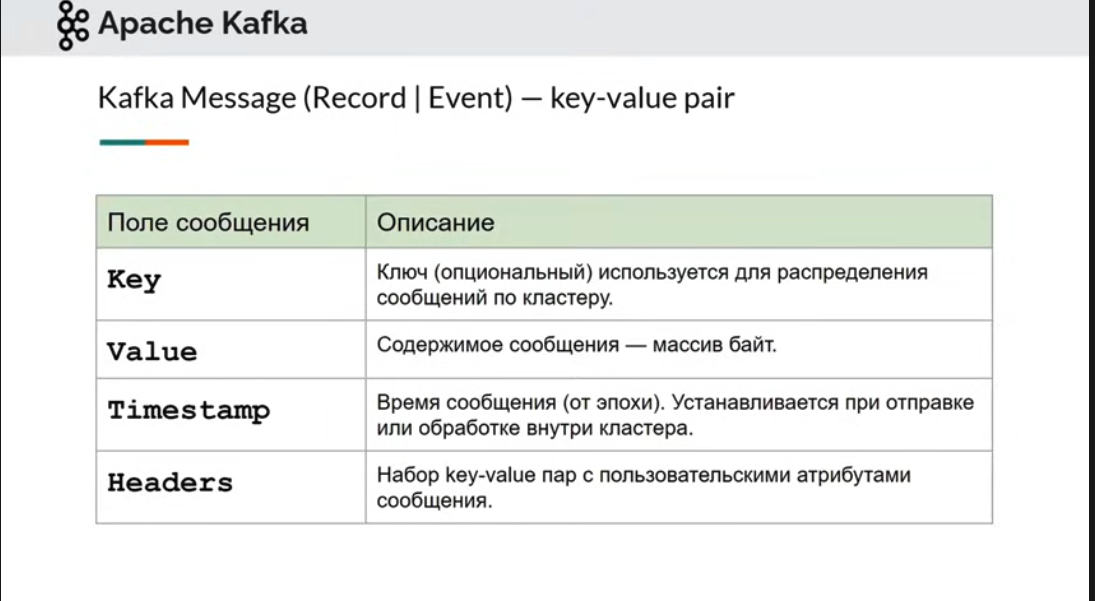 Apache Kafka
Kafka Message (Record | Event) — key-value pair
Поле сообщения
Описание
Key
Ключ (опциональный) используется для распределения
сообщений по кластеру.
Value
Содержимое сообщения — массив байт.
Timestamp
Время сообщения (от эпохи). Устанавливается при отправке
или обработке внутри кластера.
Headers
Набор key-value пар с пользовательскими атрибутами
сообщения.